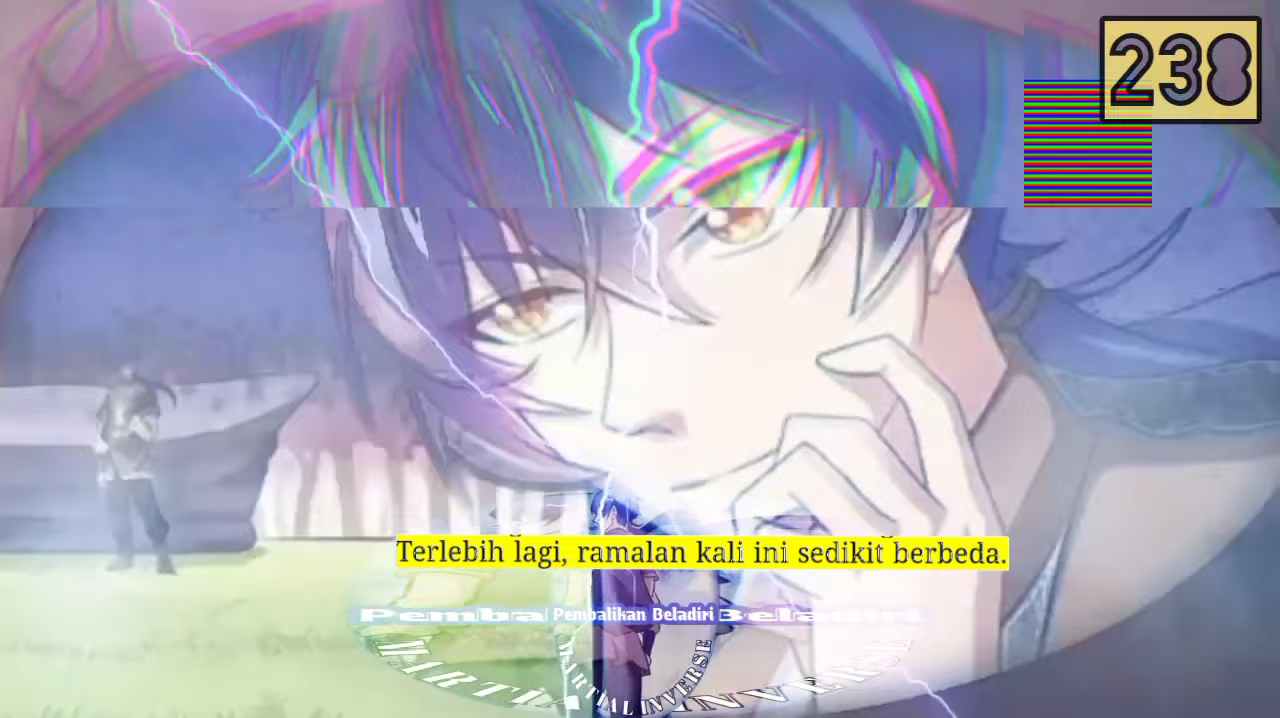 238
Terlebih lagi, ramalan kali ini sedikit berbeda.
Pembalikan Beladiri
MARTIAL INVERSE